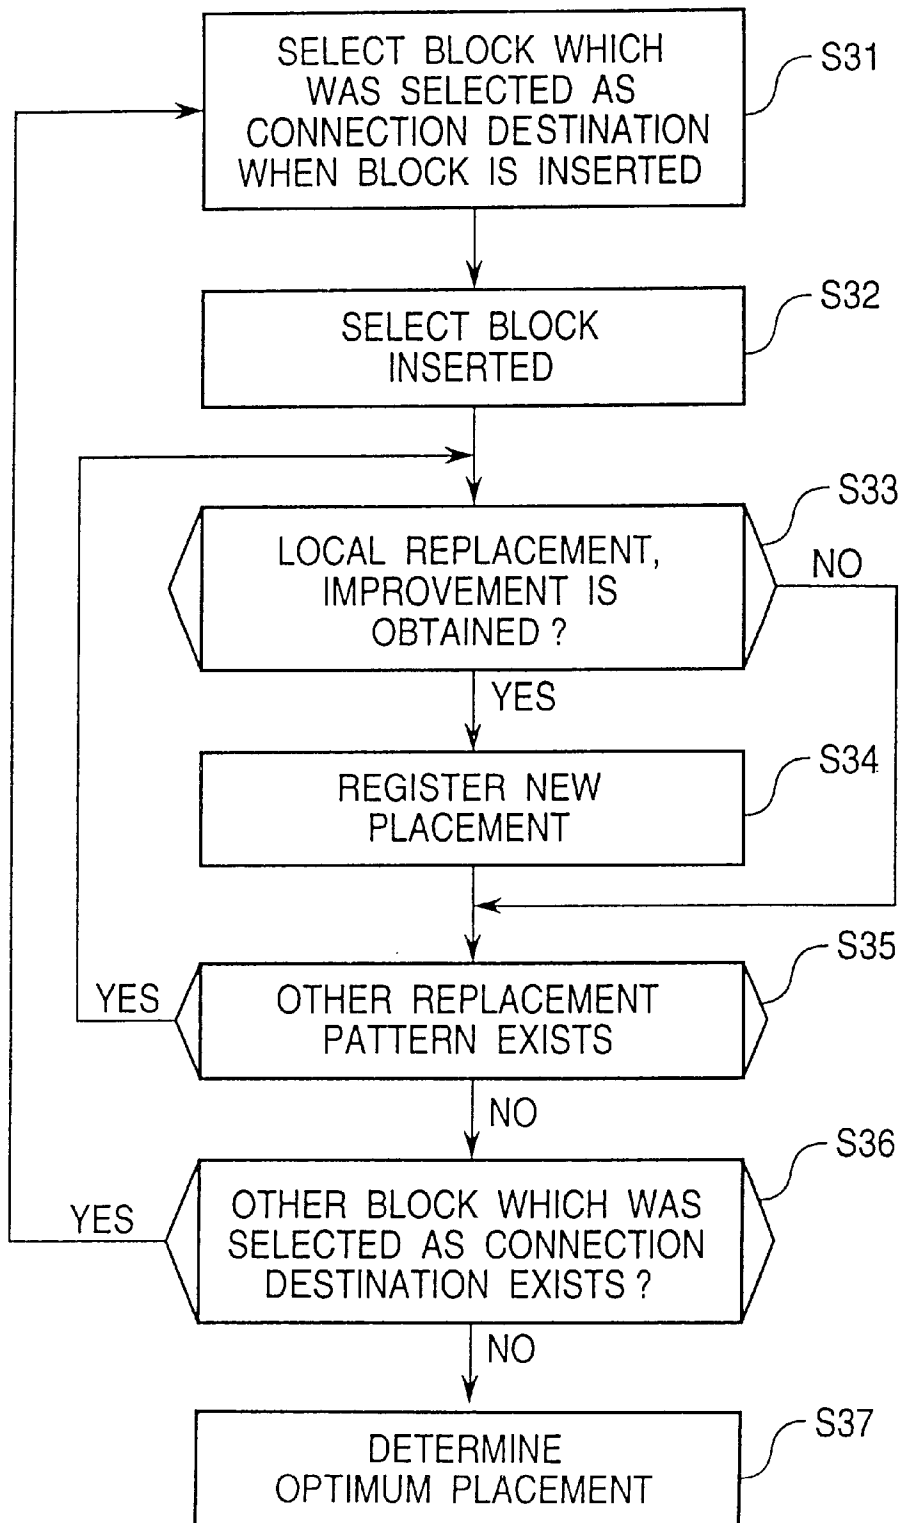 SELECT BLOCK WHICH
WAS SELECTED AS
CONNECTION DESTINATION
WHEN BLOCK IS INSERTED
S31
SELECT BLOCK
INSERTED
S32
LOCAL REPLACEMENT,
IMPROVEMENT IS
OBTAINED ?
S33
NO
YES
REGISTER NEW
PLACEMENT
S34
OTHER REPLACEMENT
PATTERN EXISTS
S35
YES
NO
OTHER BLOCK WHICH WAS
SELECTED AS CONNECTION
DESTINATION EXISTS ?
S36
YES
NO
DETERMINE
OPTIMUM PLACEMENT
S37